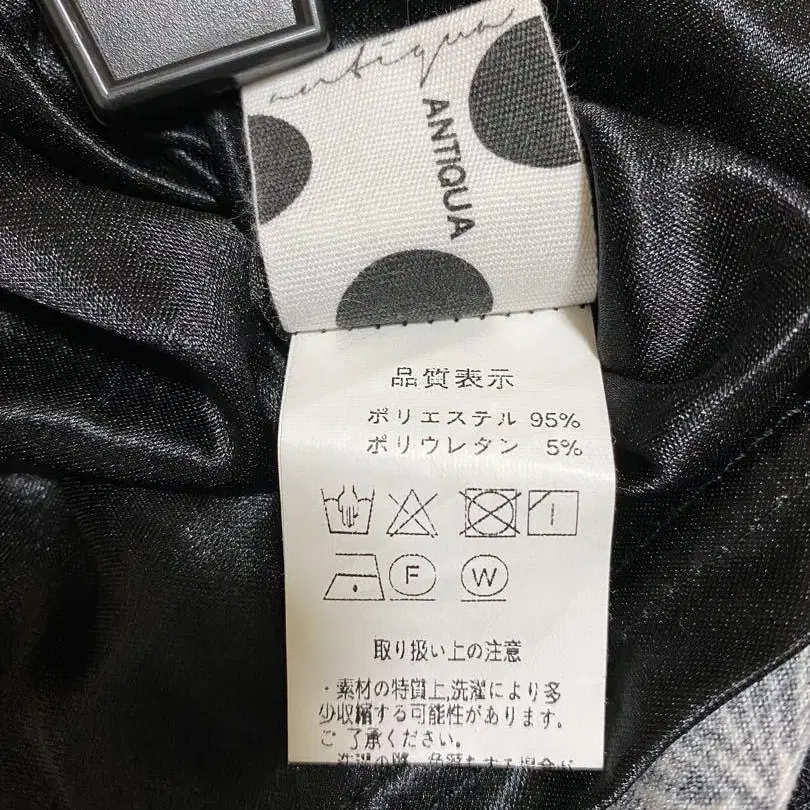 antiqua
ANTIQUA
品質表示
ポリエステル 95%
ポリウレタン 5%
F W
取り扱い上の注意
・素材の特質上,洗濯により多
少収縮する可能性があります。
ご了承ください。